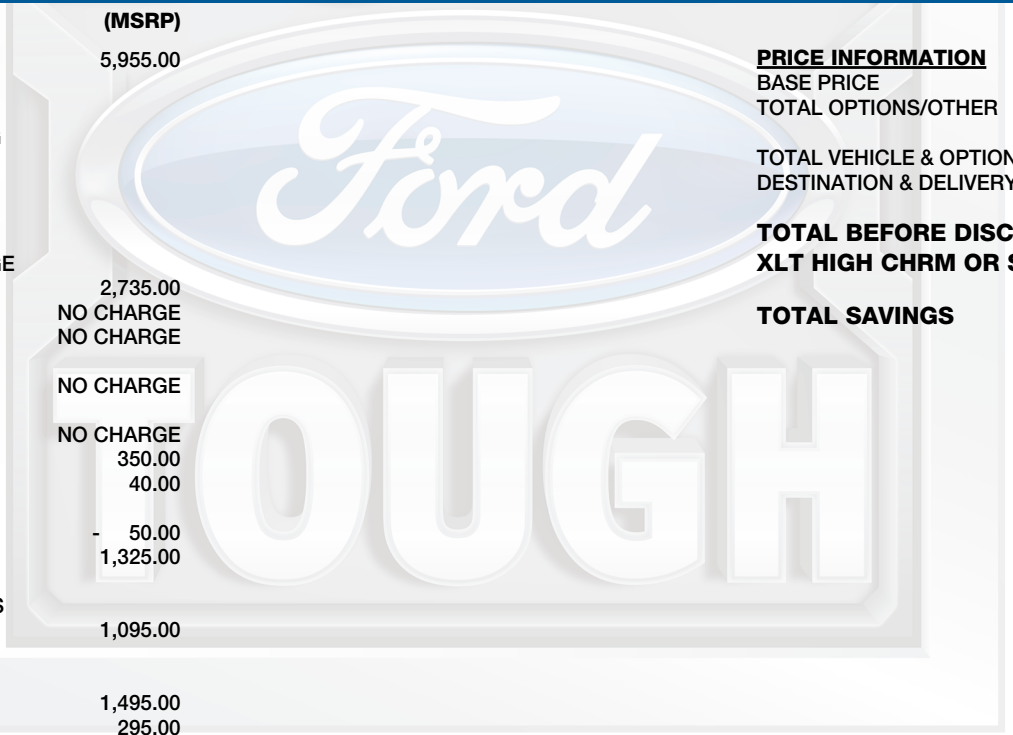 (MSRP)
5,955.00
2,735.00
NO CHARGE
NO CHARGE
NO CHARGE
NO CHARGE
350.00
40.00
- 50.00
1,325.00
1,095.00
1,495.00
295.00
PRICE INFORMATION
BASE PRICE
TOTAL OPTIONS/OTHER
TOTAL VEHICLE & OPTION
DESTINATION & DELIVERY
TOTAL BEFORE DISC
XLT HIGH CHRM OR S
TOTAL SAVINGS
Ford
TOUGH